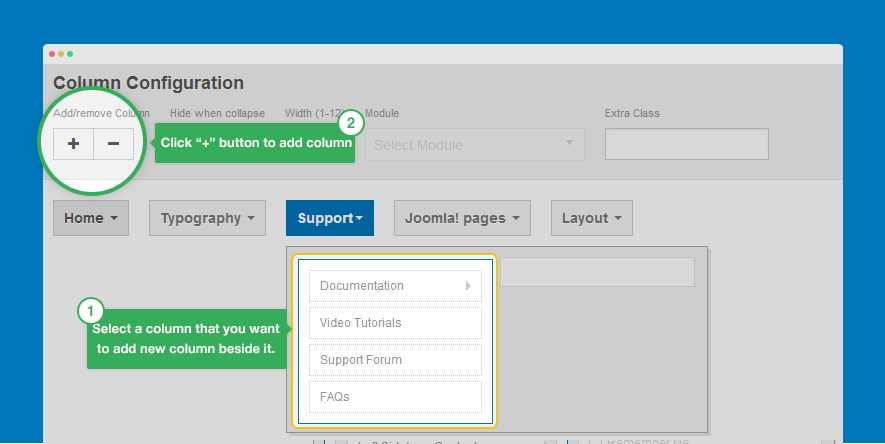 Column Configuration
Add/remove Column Hide when collapse Width (1-12) Module Extra Class
2
+ − Click “+” button to add column Select Module
Home Typography Support Joomla! pages Layout
Documentation
1
Select a column that you want
to add new column beside it.
Video Tutorials
Support Forum
FAQs